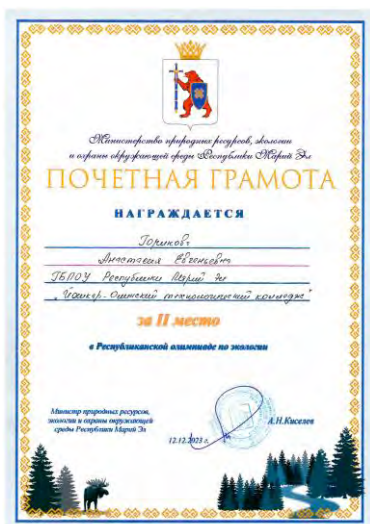 Министерство природных ресурсов, экологии
и охраны окружающей среды Республики Марий Эл
ПОЧЕТНАЯ ГРАМОТА
НАГРАЖДАЕТСЯ
Анастасия Евгеньевна
ГБПОУ Республики Марий Эл
"Йошкар-Олинский технологический колледж"
за II место
в Республиканской олимпиаде по экологии
Министр природных ресурсов,
экологии и охраны окружающей
среды Республики Марий Эл
А.Н.Киселев
12.12.2023 г.